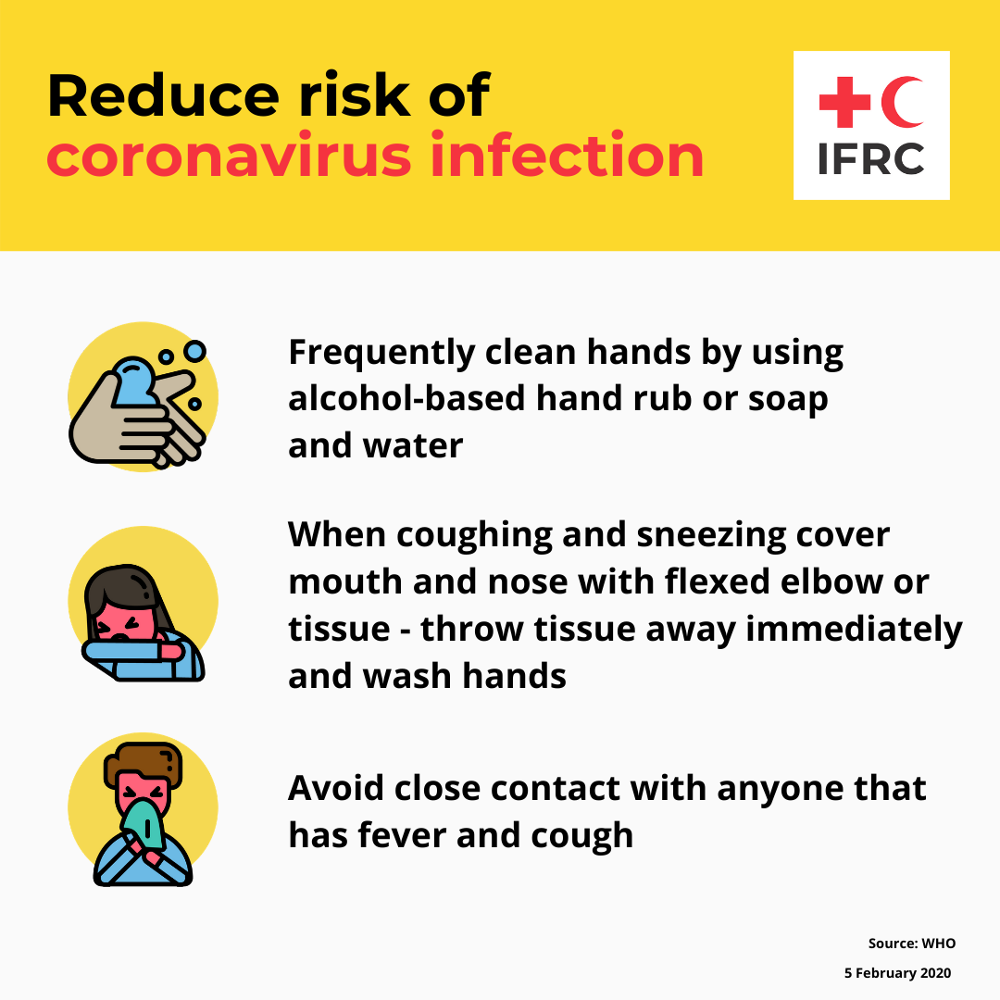 Reduce risk of
coronavirus infection
IFRC
Frequently clean hands by using
alcohol-based hand rub or soap
and water
When coughing and sneezing cover
mouth and nose with flexed elbow or
tissue - throw tissue away immediately
and wash hands
Avoid close contact with anyone that
has fever and cough
Source: WHO
5 February 2020